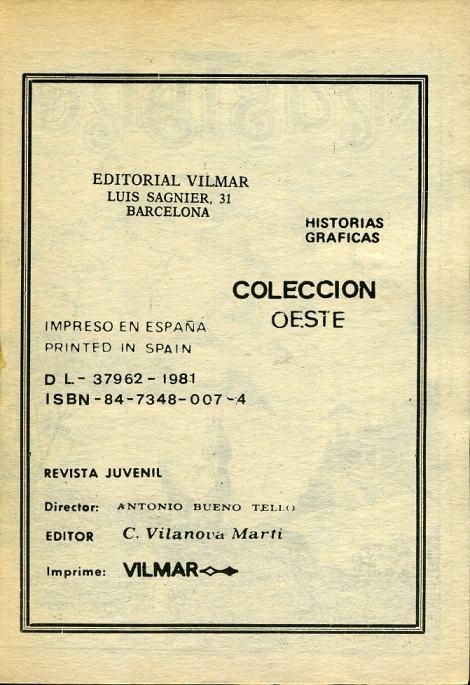 EDITORIAL VILMAR
LUIS SAGNIER, 31
BARCELONA
HISTORIAS
GRAFICAS
COLECCION
OESTE
IMPRESO EN ESPAÑA
PRINTED IN SPAIN
D L - 37962 - 1981
ISBN - 84-7348-007-4
REVISTA JUVENIL
Director: ANTONIO BUENO TELLO
EDITOR C. Vilanova Marti
Imprime: VILMAR